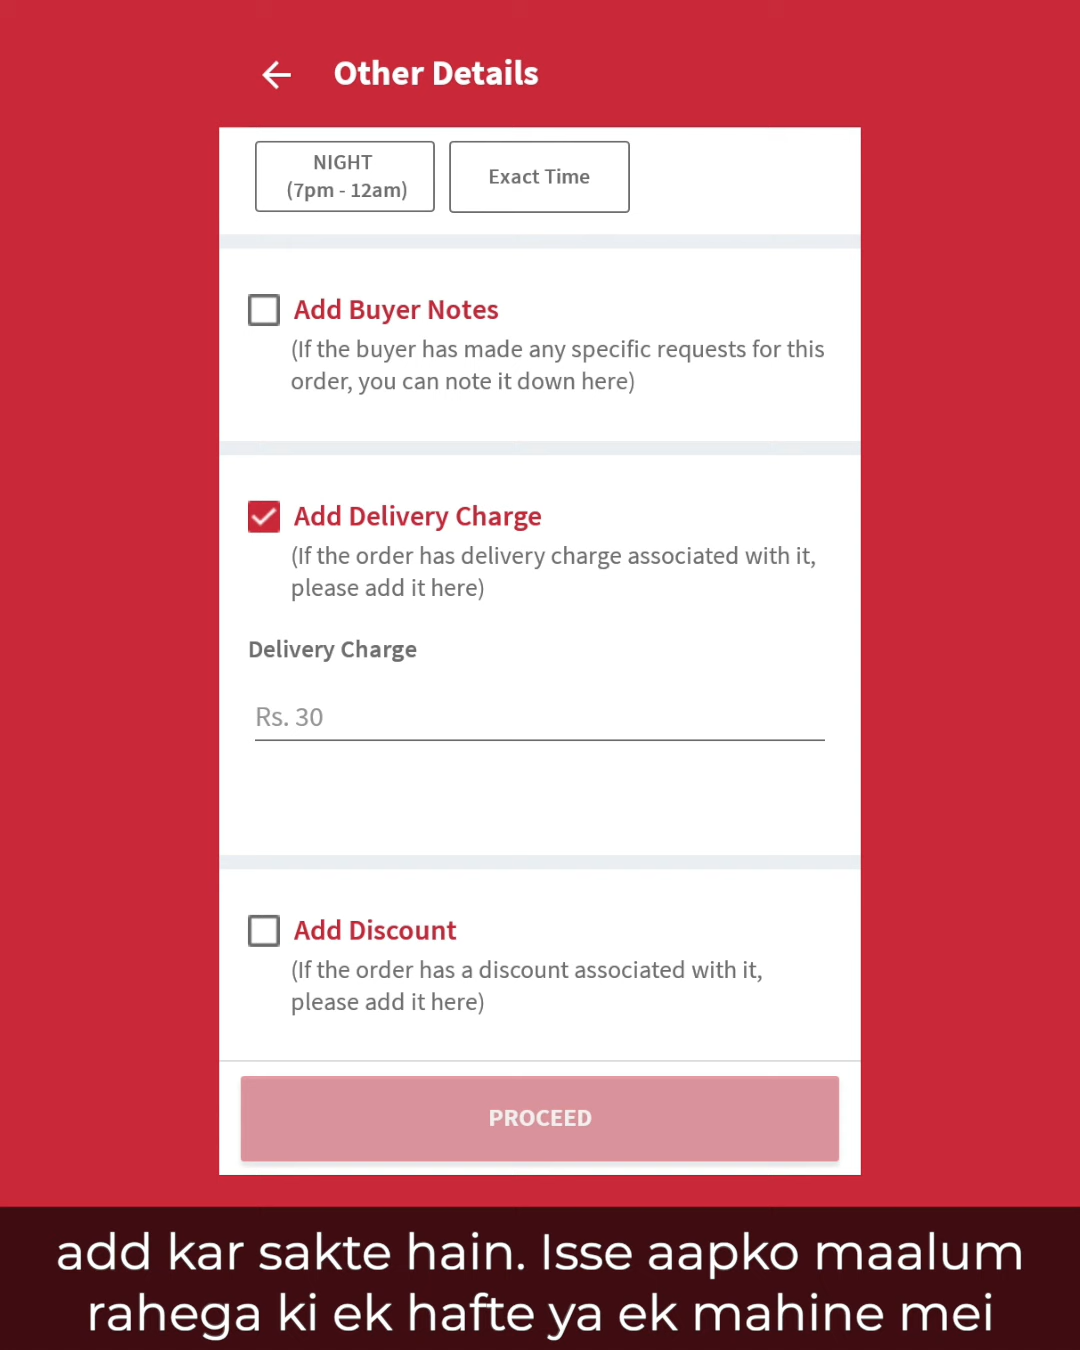 Other Details
NIGHT
(7pm - 12am)
Exact Time
Add Buyer Notes
(If the buyer has made any specific requests for this
order, you can note it down here)
Add Delivery Charge
(If the order has delivery charge associated with it,
please add it here)
Delivery Charge
Rs. 30
Add Discount
(If the order has a discount associated with it,
please add it here)
PROCEED
add kar sakte hain. Isse aapko maalum
rahega ki ek hafte ya ek mahine mei